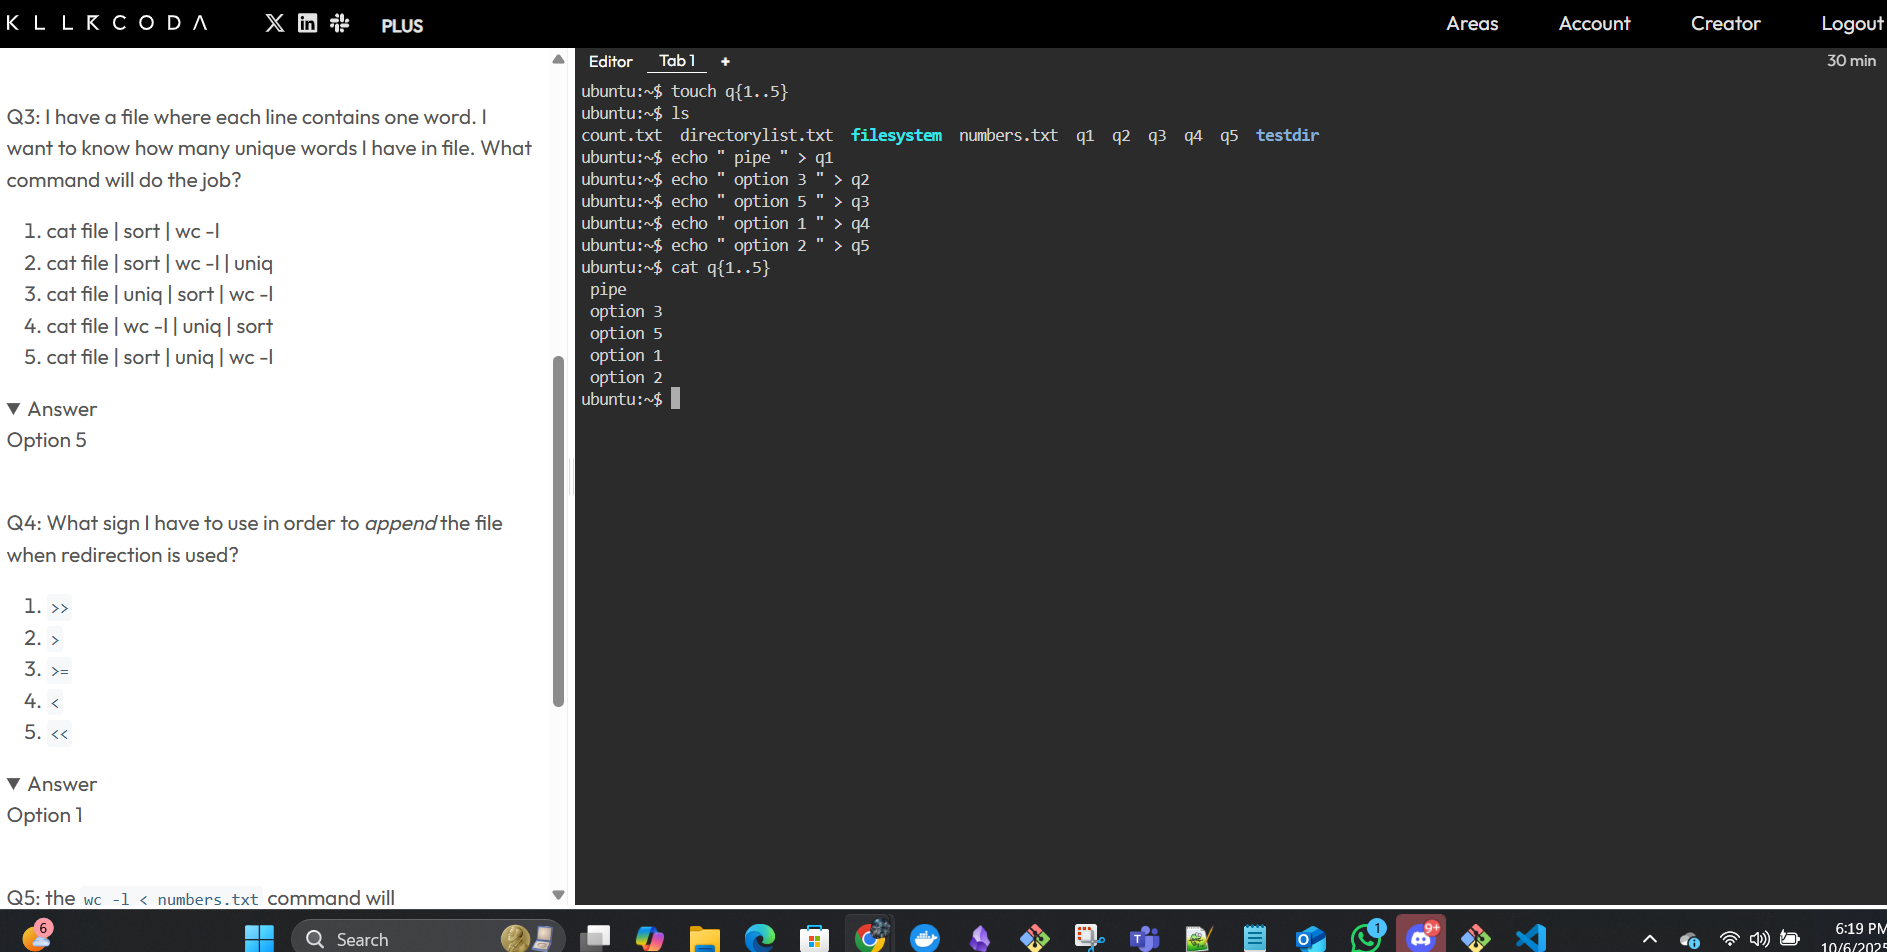 KLLRCODA PLUS Areas Account Creator Logout
Q3: I have a file where each line contains one word. I
want to know how many unique words I have in file. What
command will do the job?
1. cat file | sort | wc -l
2. cat file | sort | wc -l | uniq
3. cat file | uniq | sort | wc -l
4. cat file | wc -l | uniq | sort
5. cat file | sort | uniq | wc -l
Answer
Option 5
Q4: What sign I have to use in order to append the file
when redirection is used?
1. >>
2. >
3. >=
4. <
5. <<
Answer
Option 1
Q5: the wc -l < numbers.txt command will
Editor Tab 1 + 30 min
ubuntu:~$ touch q{1..5}
ubuntu:~$ ls
count.txt directorylist.txt filesystem numbers.txt q1 q2 q3 q4 q5 testdir
ubuntu:~$ echo " pipe " > q1
ubuntu:~$ echo " option 3 " > q2
ubuntu:~$ echo " option 5 " > q3
ubuntu:~$ echo " option 1 " > q4
ubuntu:~$ echo " option 2 " > q5
ubuntu:~$ cat q{1..5}
pipe
option 3
option 5
option 1
option 2
ubuntu:~$
6 Search 1 9+ 6:19 PM
10/6/202